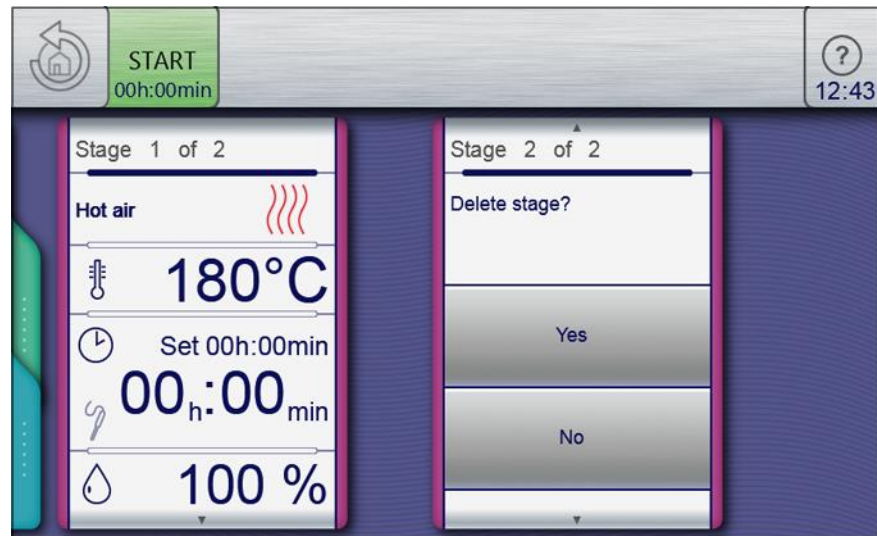 START
00h:00min
?
12:43
Stage 1 of 2
Hot air
180°C
Set 00h:00min
00h:00min
100 %
Stage 2 of 2
Delete stage?
Yes
No